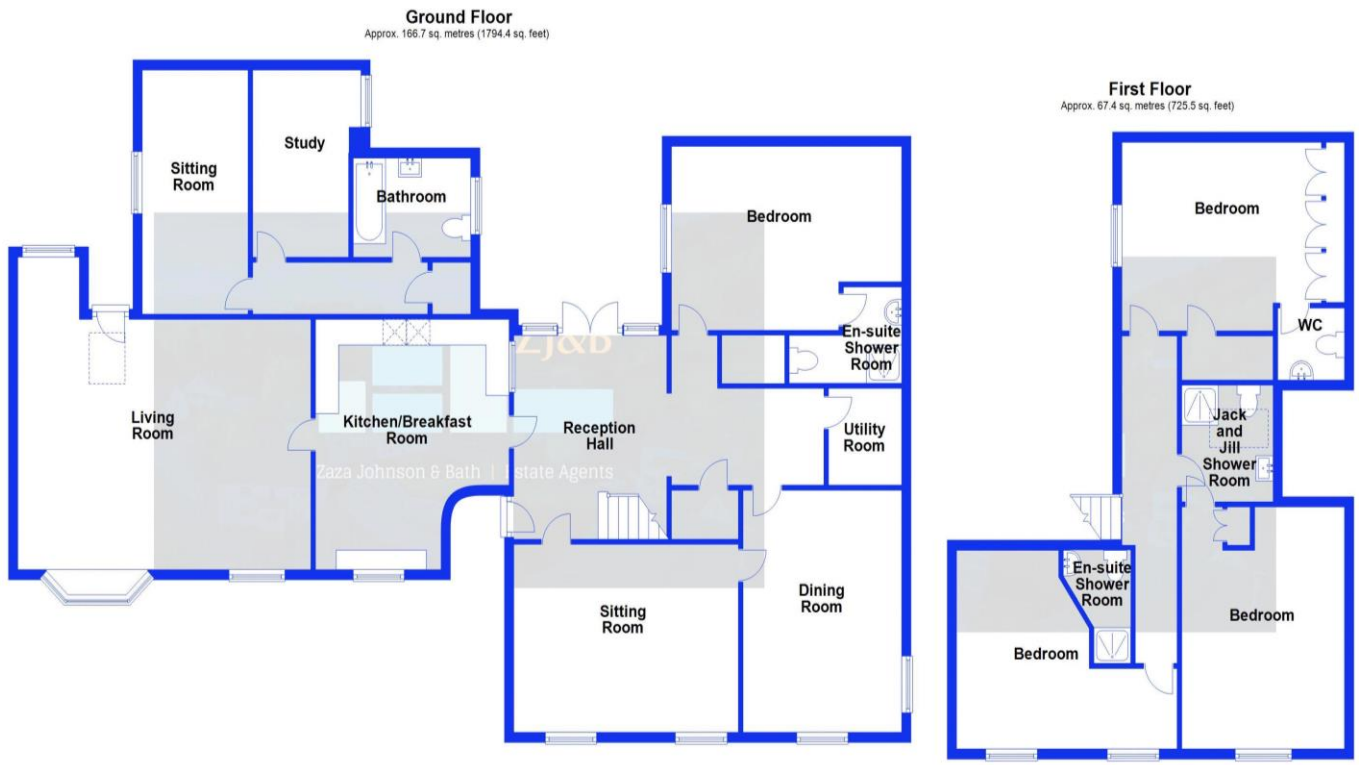 Ground Floor
Approx. 166.7 sq. metres (1794.4 sq. feet)
First Floor
Approx. 67.4 sq. metres (725.5 sq. feet)
Sitting
Room
Study
Bathroom
Bedroom
En-suite
Shower
Room
Living
Room
Kitchen/Breakfast
Room
Reception
Hall
Utility
Room
Sitting
Room
Dining
Room
ZJ&B
Zaza Johnson & Bath | Estate Agents
Bedroom
WC
Jack
and
Jill
Shower
Room
En-suite
Shower
Room
Bedroom
Bedroom